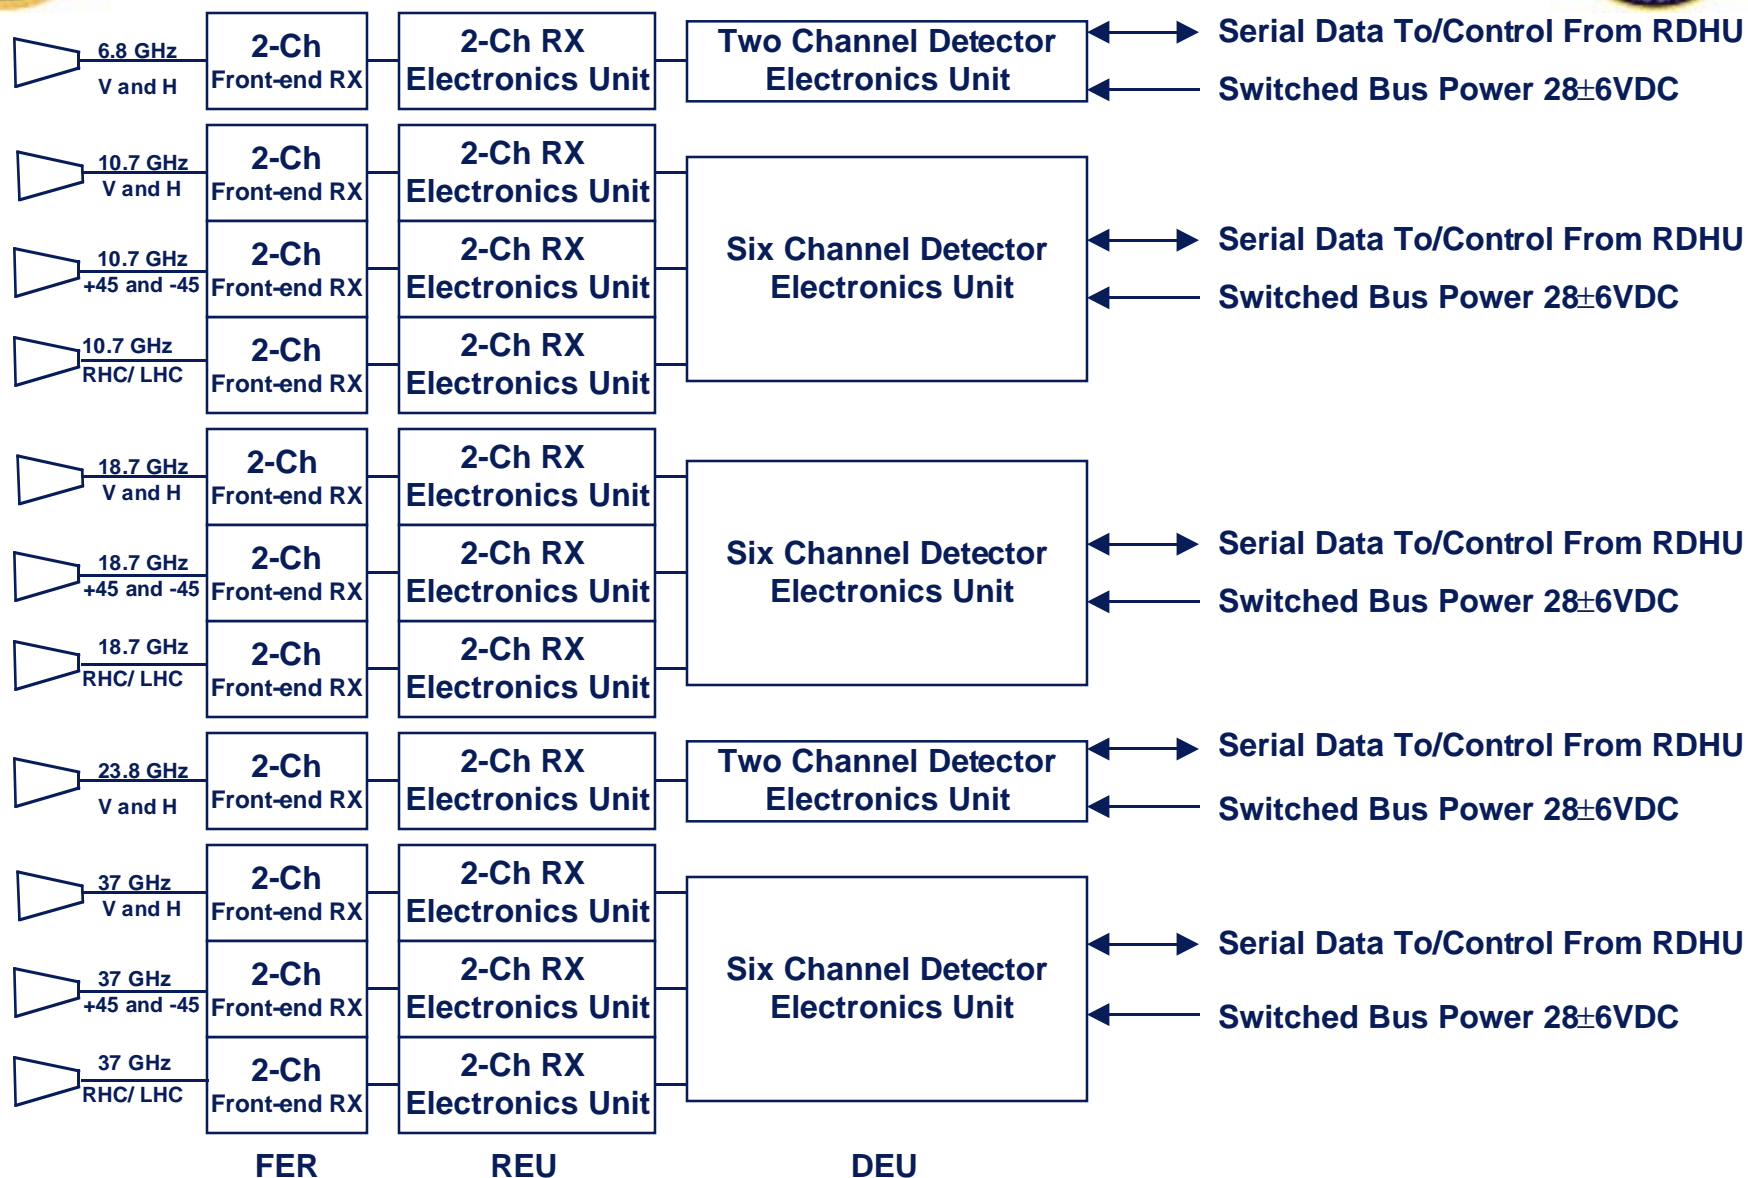 6.8 GHz
V and H
2-Ch
Front-end RX
2-Ch RX
Electronics Unit
Two Channel Detector
Electronics Unit
Serial Data To/Control From RDHU
Switched Bus Power 28±6VDC
10.7 GHz
V and H
2-Ch
Front-end RX
2-Ch RX
Electronics Unit
10.7 GHz
+45 and -45
2-Ch
Front-end RX
2-Ch RX
Electronics Unit
10.7 GHz
RHC/ LHC
2-Ch
Front-end RX
2-Ch RX
Electronics Unit
Six Channel Detector
Electronics Unit
Serial Data To/Control From RDHU
Switched Bus Power 28±6VDC
18.7 GHz
V and H
2-Ch
Front-end RX
2-Ch RX
Electronics Unit
18.7 GHz
+45 and -45
2-Ch
Front-end RX
2-Ch RX
Electronics Unit
18.7 GHz
RHC/ LHC
2-Ch
Front-end RX
2-Ch RX
Electronics Unit
Six Channel Detector
Electronics Unit
Serial Data To/Control From RDHU
Switched Bus Power 28±6VDC
23.8 GHz
V and H
2-Ch
Front-end RX
2-Ch RX
Electronics Unit
Two Channel Detector
Electronics Unit
Serial Data To/Control From RDHU
Switched Bus Power 28±6VDC
37 GHz
V and H
2-Ch
Front-end RX
2-Ch RX
Electronics Unit
37 GHz
+45 and -45
2-Ch
Front-end RX
2-Ch RX
Electronics Unit
37 GHz
RHC/ LHC
2-Ch
Front-end RX
2-Ch RX
Electronics Unit
Six Channel Detector
Electronics Unit
Serial Data To/Control From RDHU
Switched Bus Power 28±6VDC
FER
REU
DEU